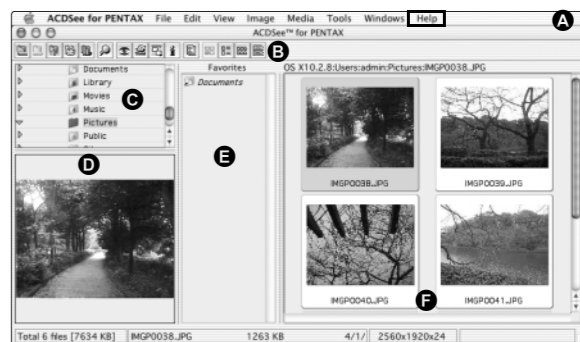 ACDSee for PENTAX File Edit View Image Media Tools Windows Help A
ACDSee™ for PENTAX
B
Favorites OS X10.2.8:Users:admin:Pictures:IMGP0038.JPG
Documents
Library
Movies
Music
Pictures
Public
C
Documents
D
E
IMGP0038.JPG IMGP0039.JPG
IMGP0040.JPG IMGP0041.JPG
F
Total 6 files [7634 KB] IMGP0038.JPG 1263 KB 4/1/ 2560x1920x24